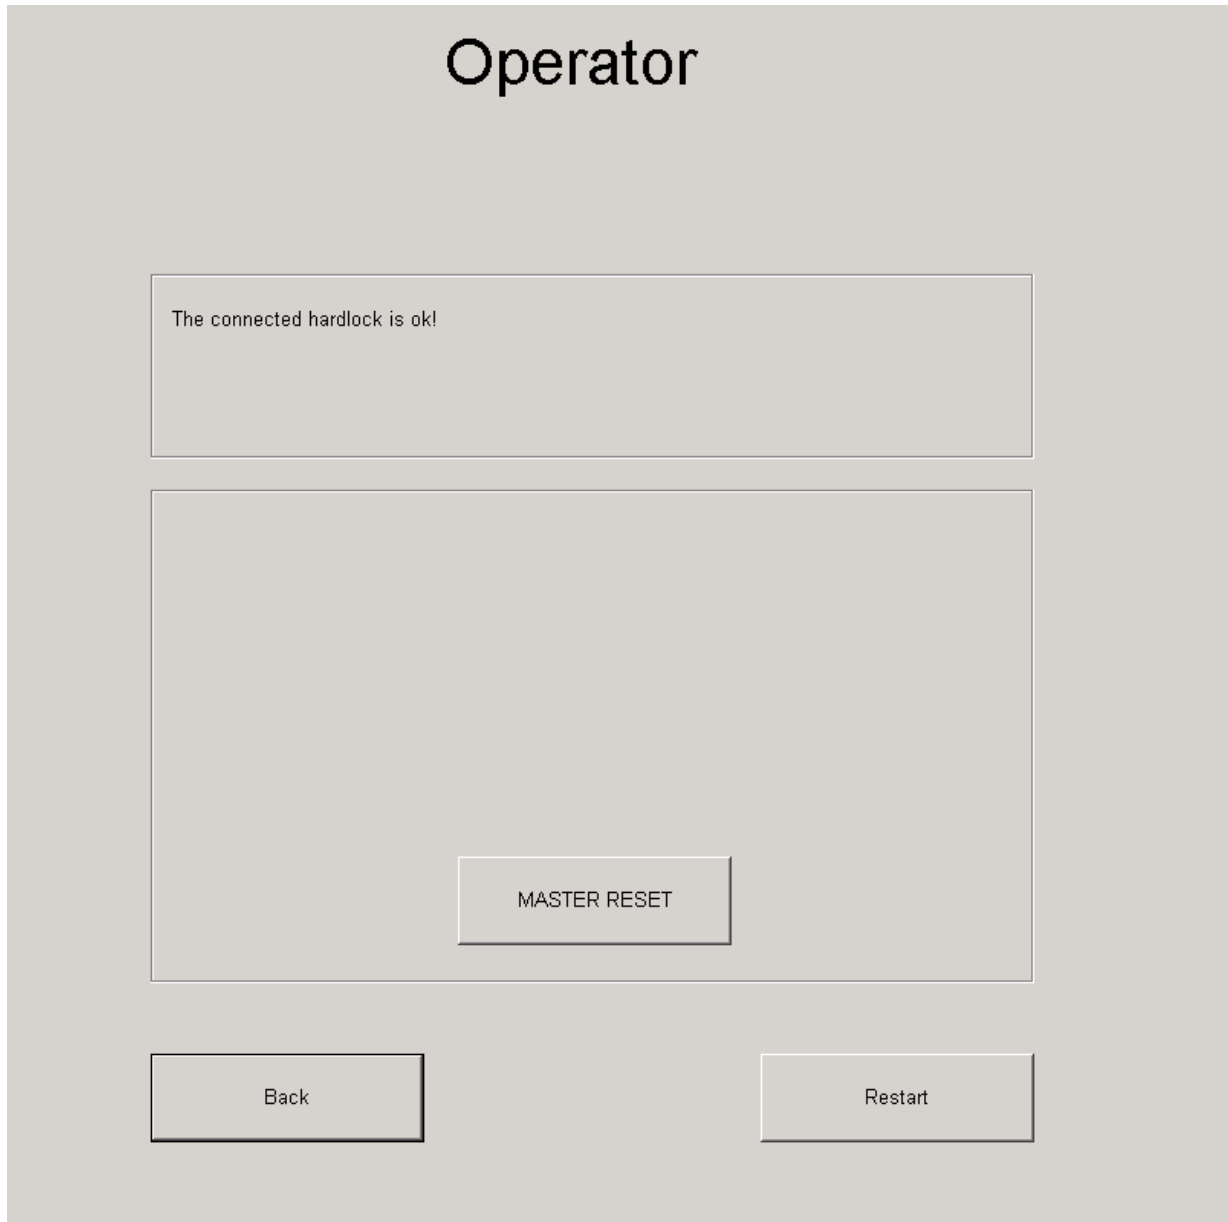 Operator
The connected hardlock is ok!
MASTER RESET
Back
Restart